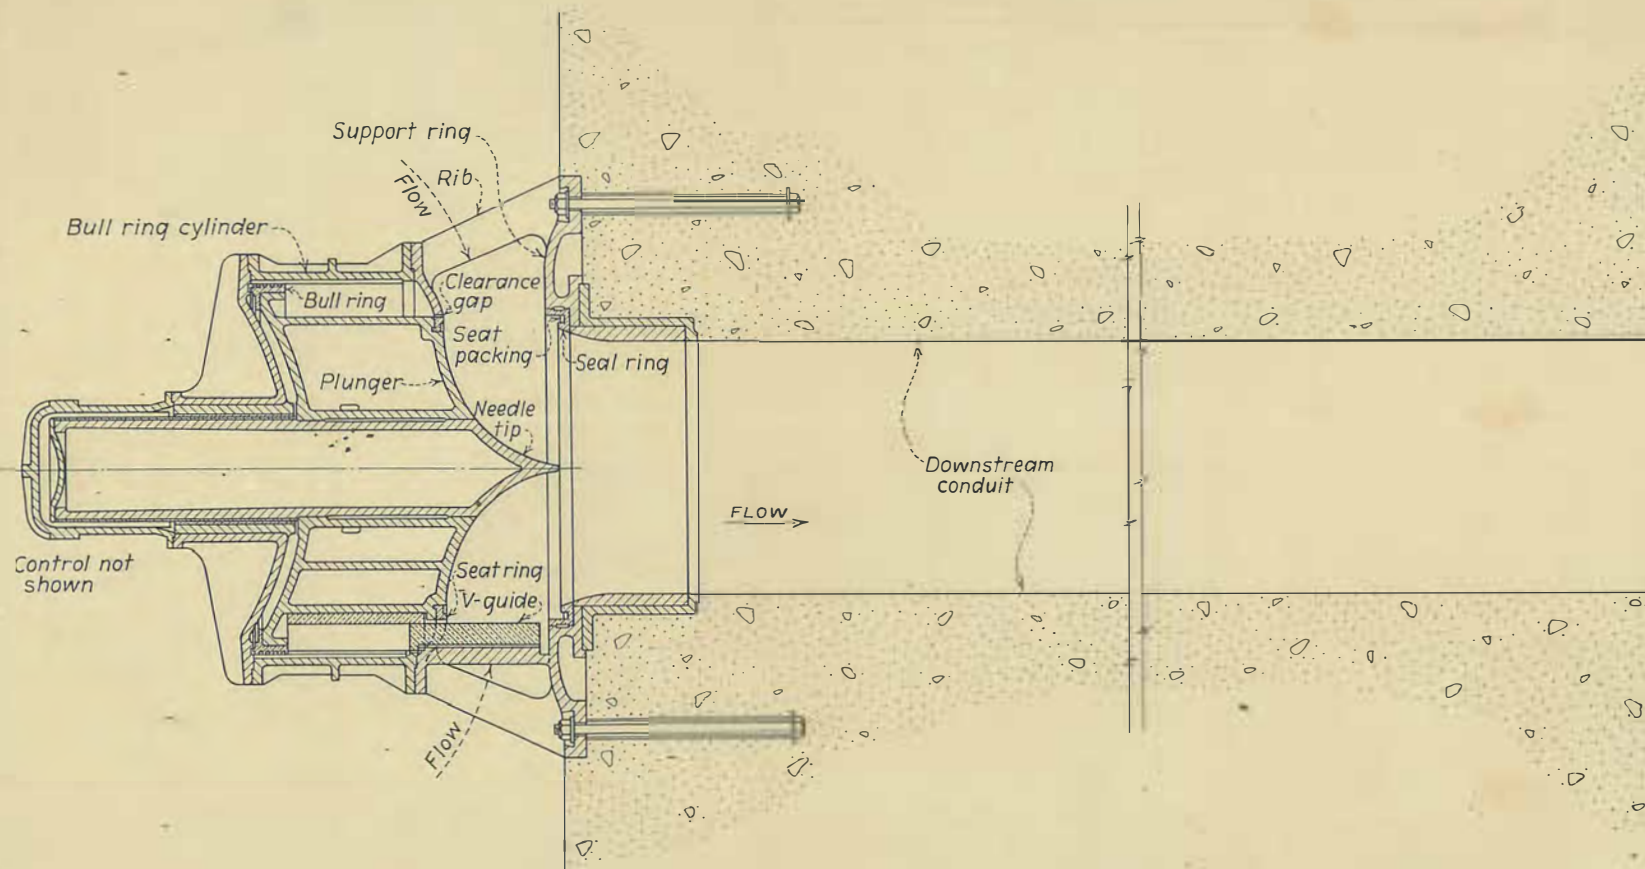 Support ring
Rib
Flow
Bull ring cylinder
Clearance
gap
Bull ring
Seat
packing
Seal ring
Plunger
Needle
tip
Downstream
conduit
FLOW
Control not
shown
Seat ring
V-guide
Flow